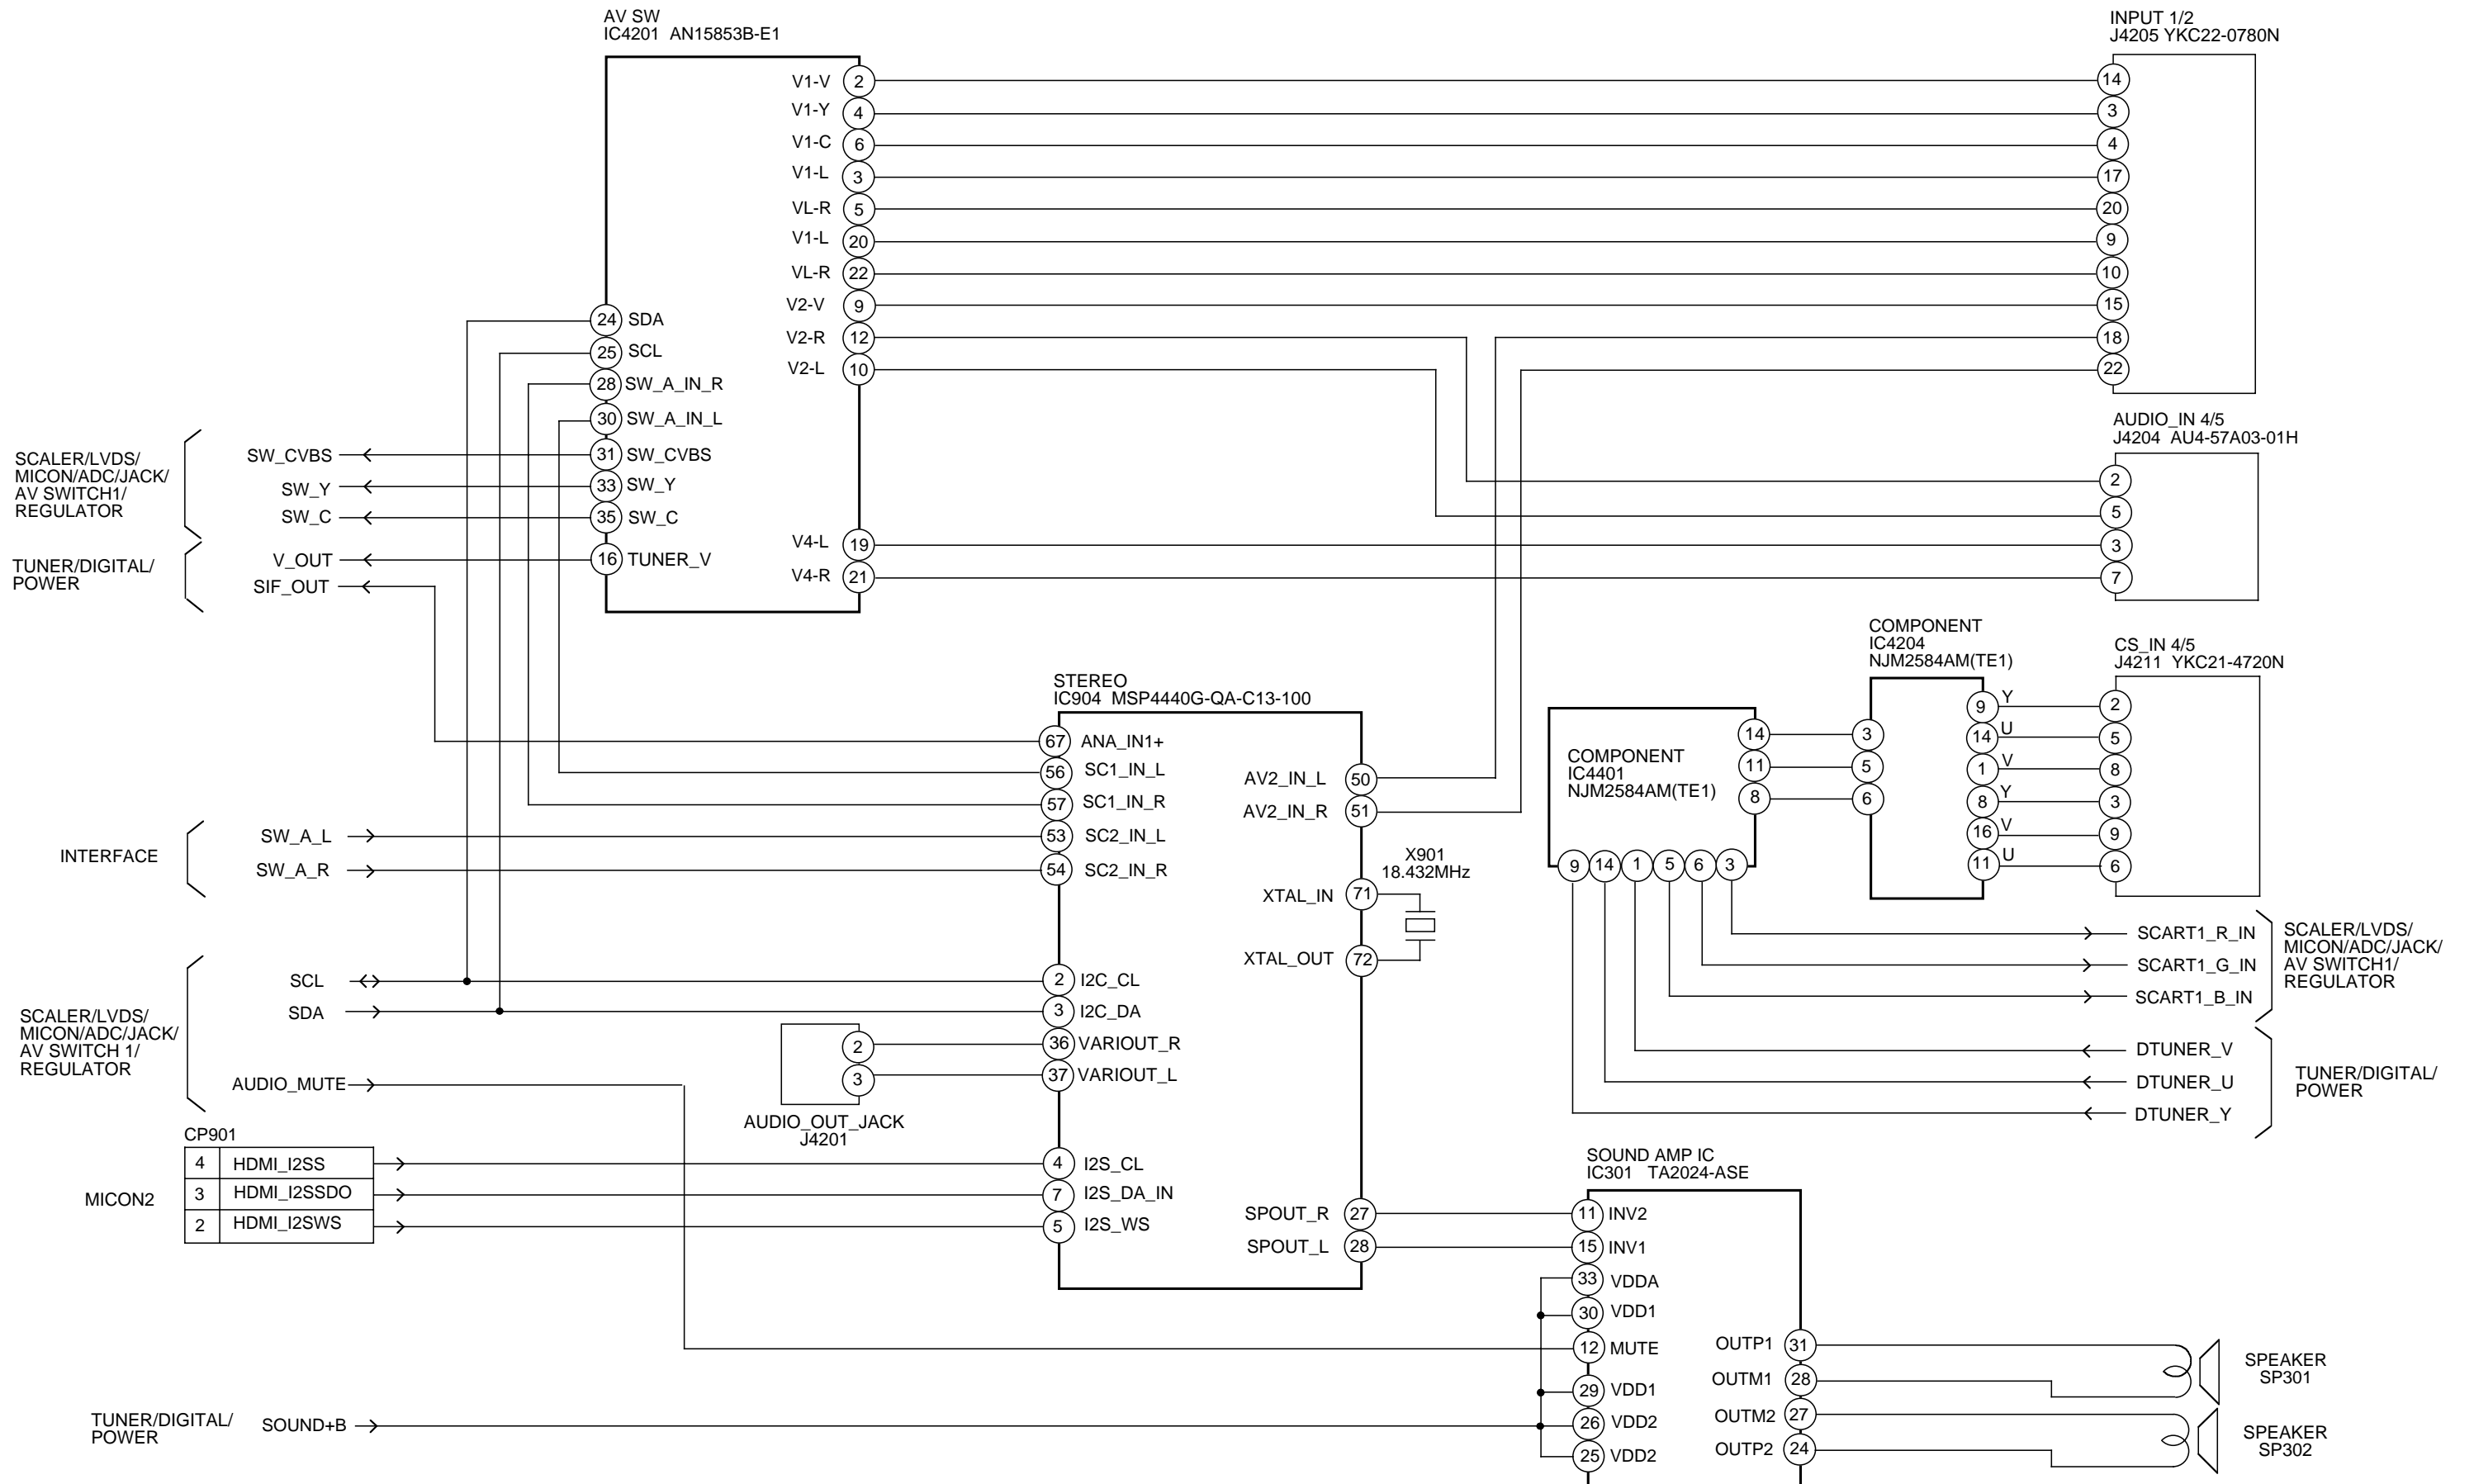 AV SW
IC4201 AN15853B-E1
V1-V 2
V1-Y 4
V1-C 6
V1-L 3
VL-R 5
V1-L 20
VL-R 22
V2-V 9
V2-R 12
V2-L 10
V4-L 19
V4-R 21
24 SDA
25 SCL
28 SW_A_IN_R
30 SW_A_IN_L
31 SW_CVBS
33 SW_Y
35 SW_C
16 TUNER_V
INPUT 1/2
J4205 YKC22-0780N
14
3
4
17
20
9
10
15
18
22
AUDIO_IN 4/5
J4204 AU4-57A03-01H
2
5
3
7
SCALER/LVDS/
MICON/ADC/JACK/
AV SWITCH1/
REGULATOR
SW_CVBS
SW_Y
SW_C
TUNER/DIGITAL/
POWER
V_OUT
SIF_OUT
COMPONENT
IC4204
NJM2584AM(TE1)
3
5
6
9 Y
14 U
1 V
8 Y
16 V
11 U
CS_IN 4/5
J4211 YKC21-4720N
2
5
8
3
9
6
COMPONENT
IC4401
NJM2584AM(TE1)
14
11
8
9 14 1 5 6 3
SCART1_R_IN
SCART1_G_IN
SCART1_B_IN
SCALER/LVDS/
MICON/ADC/JACK/
AV SWITCH1/
REGULATOR
DTUNER_V
DTUNER_U
DTUNER_Y
TUNER/DIGITAL/
POWER
STEREO
IC904 MSP4440G-QA-C13-100
67 ANA_IN1+
56 SC1_IN_L
57 SC1_IN_R
53 SC2_IN_L
54 SC2_IN_R
2 I2C_CL
3 I2C_DA
36 VARIOUT_R
37 VARIOUT_L
4 I2S_CL
7 I2S_DA_IN
5 I2S_WS
AV2_IN_L 50
AV2_IN_R 51
XTAL_IN 71
XTAL_OUT 72
X901
18.432MHz
SPOUT_R 27
SPOUT_L 28
INTERFACE
SW_A_L
SW_A_R
SCALER/LVDS/
MICON/ADC/JACK/
AV SWITCH 1/
REGULATOR
SCL
SDA
AUDIO_MUTE
2
3
AUDIO_OUT_JACK
J4201
CP901
MICON2
4 HDMI_I2SS
3 HDMI_I2SSDO
2 HDMI_I2SWS
SOUND AMP IC
IC301 TA2024-ASE
11 INV2
15 INV1
33 VDDA
30 VDD1
12 MUTE
29 VDD1
26 VDD2
25 VDD2
OUTP1 31
OUTM1 28
OUTM2 27
OUTP2 24
SPEAKER
SP301
SPEAKER
SP302
TUNER/DIGITAL/
POWER
SOUND+B